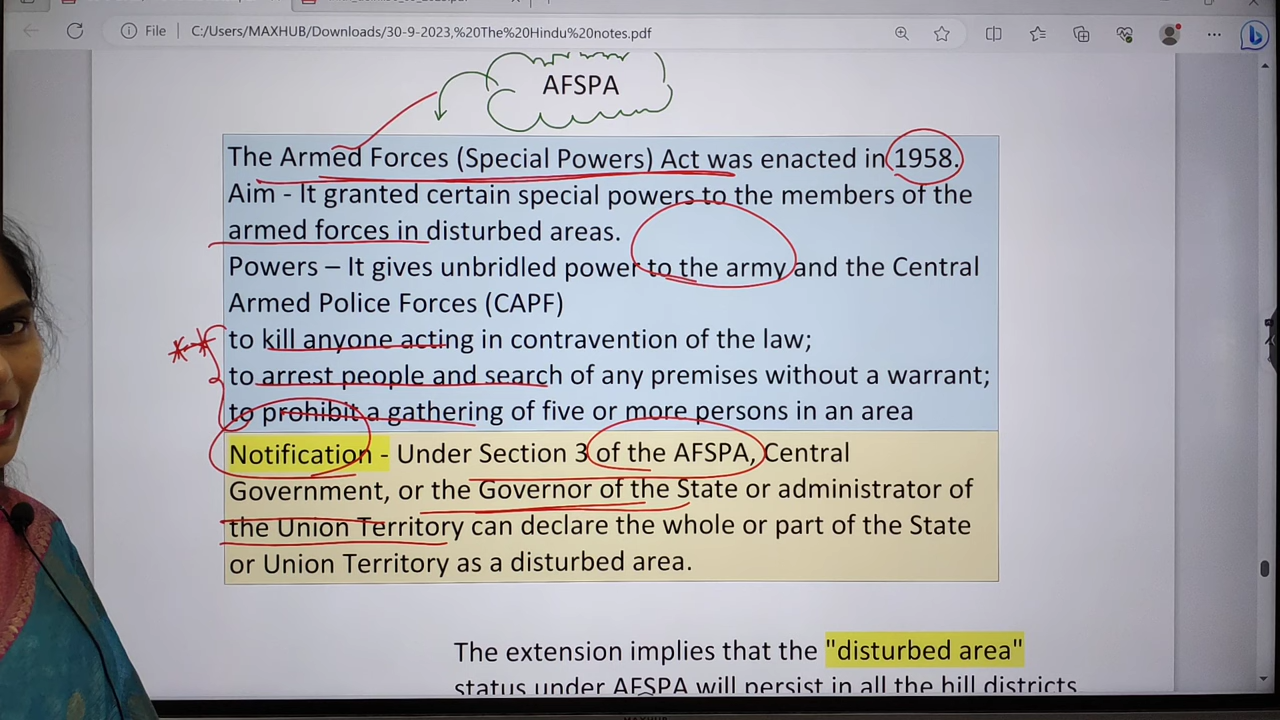 File C:/Users/MAXHUB/Downloads/30-9-2023,%20The%20Hindu%20notes.pdf
AFSPA
The Armed Forces (Special Powers) Act was enacted in 1958.
Aim - It granted certain special powers to the members of the
armed forces in disturbed areas.
Powers – It gives unbridled power to the army and the Central
Armed Police Forces (CAPF)
to kill anyone acting in contravention of the law;
to arrest people and search of any premises without a warrant;
to prohibit a gathering of five or more persons in an area
Notification - Under Section 3 of the AFSPA, Central
Government, or the Governor of the State or administrator of
the Union Territory can declare the whole or part of the State
or Union Territory as a disturbed area.
The extension implies that the "disturbed area"
status under AFSPA will persist in all the hill districts